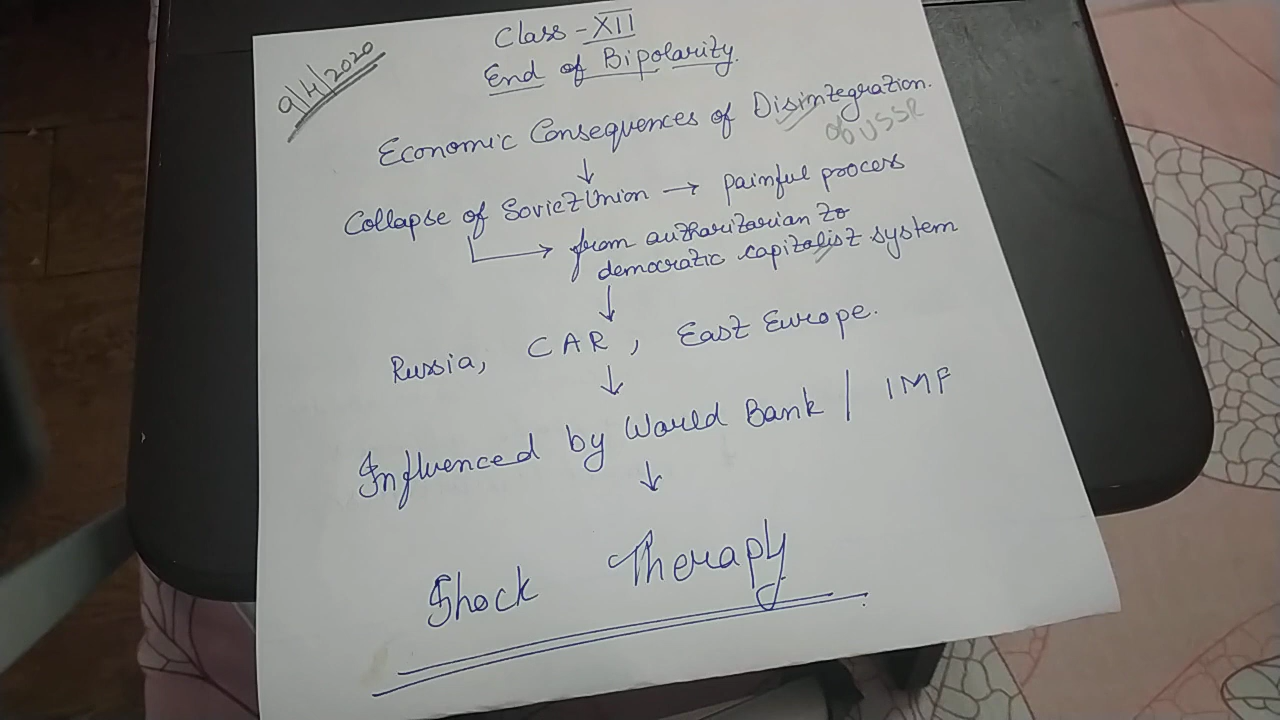 9/4/2020
Class - XII
End of Bipolarity.
Economic Consequences of Disintegration.
of USSR
↓
Collapse of Soviet Union → painful process
→ from autharitarian to
democratic capitalist system
↓
Russia, CAR, East Europe.
↓
Influenced by World Bank / IMF
↓
Shock Therapy